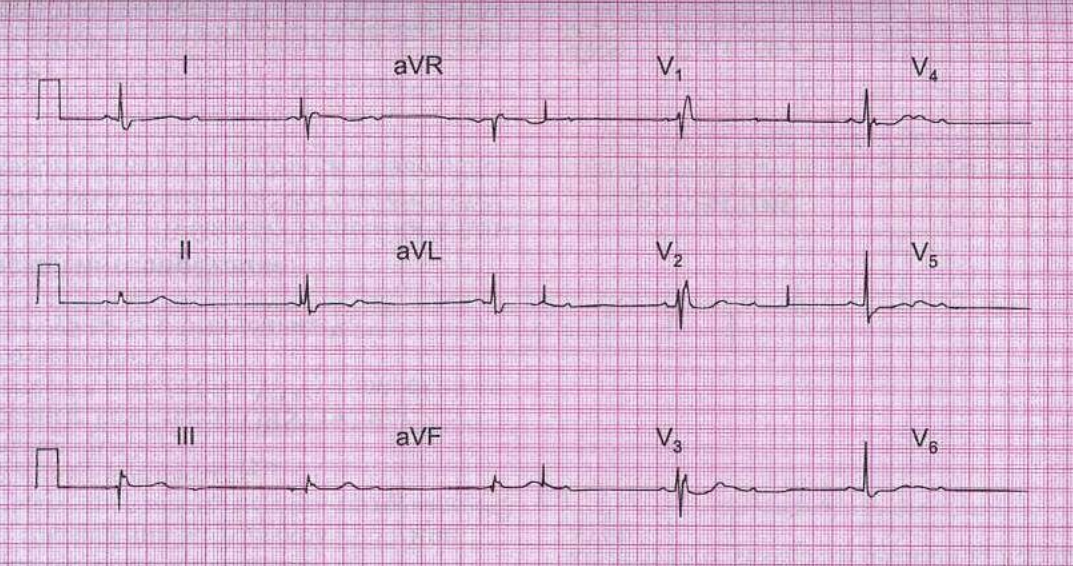 I aVR V₁ V₄
II aVL V₂ V₅
III aVF V₃ V₆